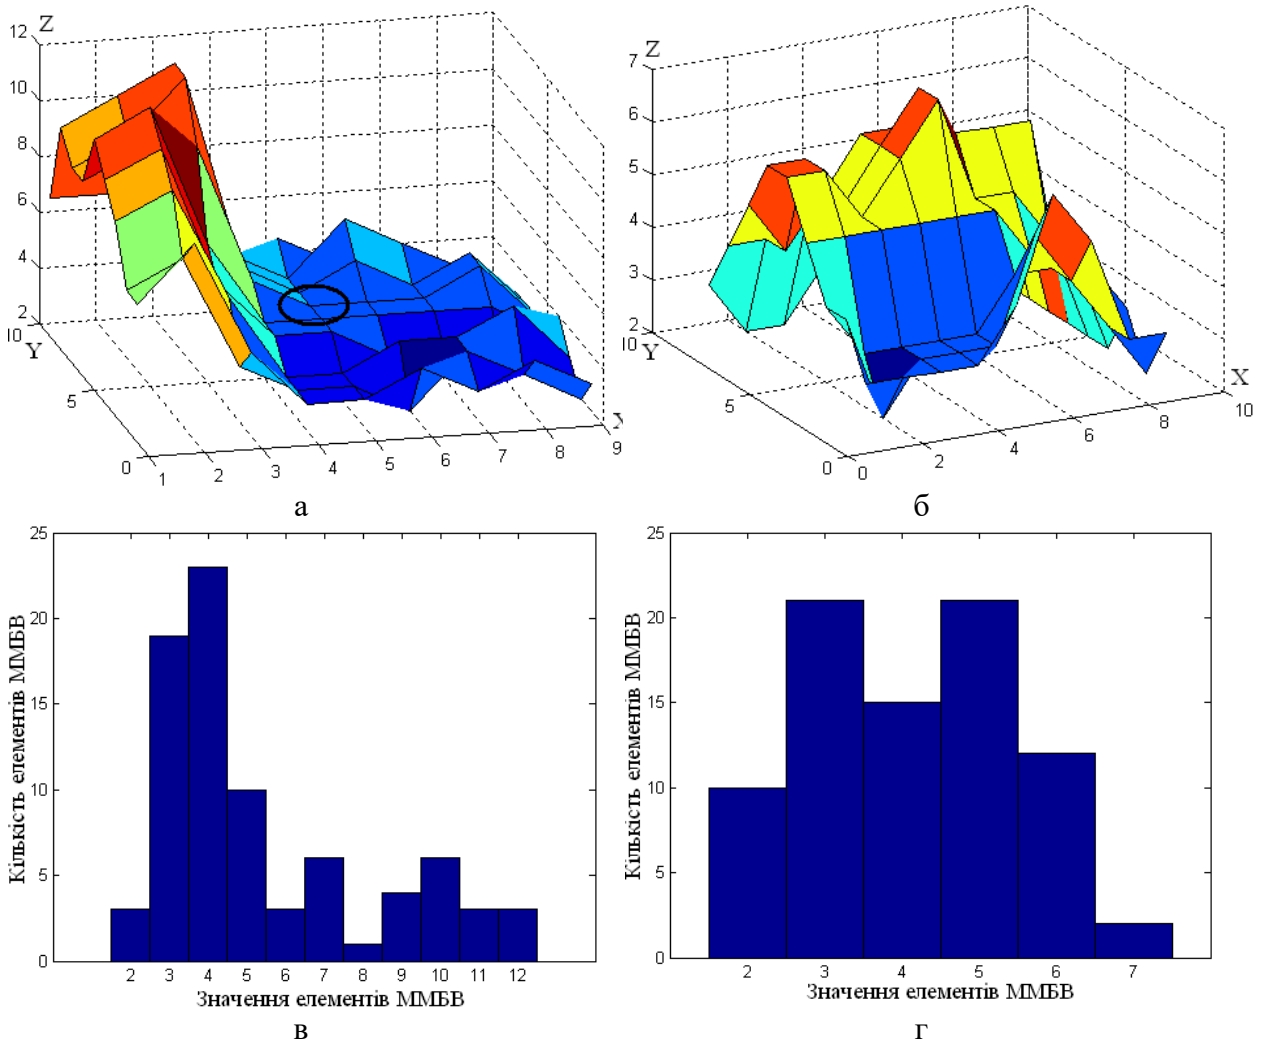 12 Z
10
8
6
4
2
10
Y
5
0
1 2 3 4 5 6 7 8 9
X
а
7 Z
6
5
4
3
2
10
Y
5
0
0 2 4 6 8 10
X
б
25
20
15
10
5
0
Кількість елементів ММБВ
2 3 4 5 6 7 8 9 10 11 12
Значення елементів ММБВ
в
25
20
15
10
5
0
Кількість елементів ММБВ
2 3 4 5 6 7
Значення елементів ММБВ
г